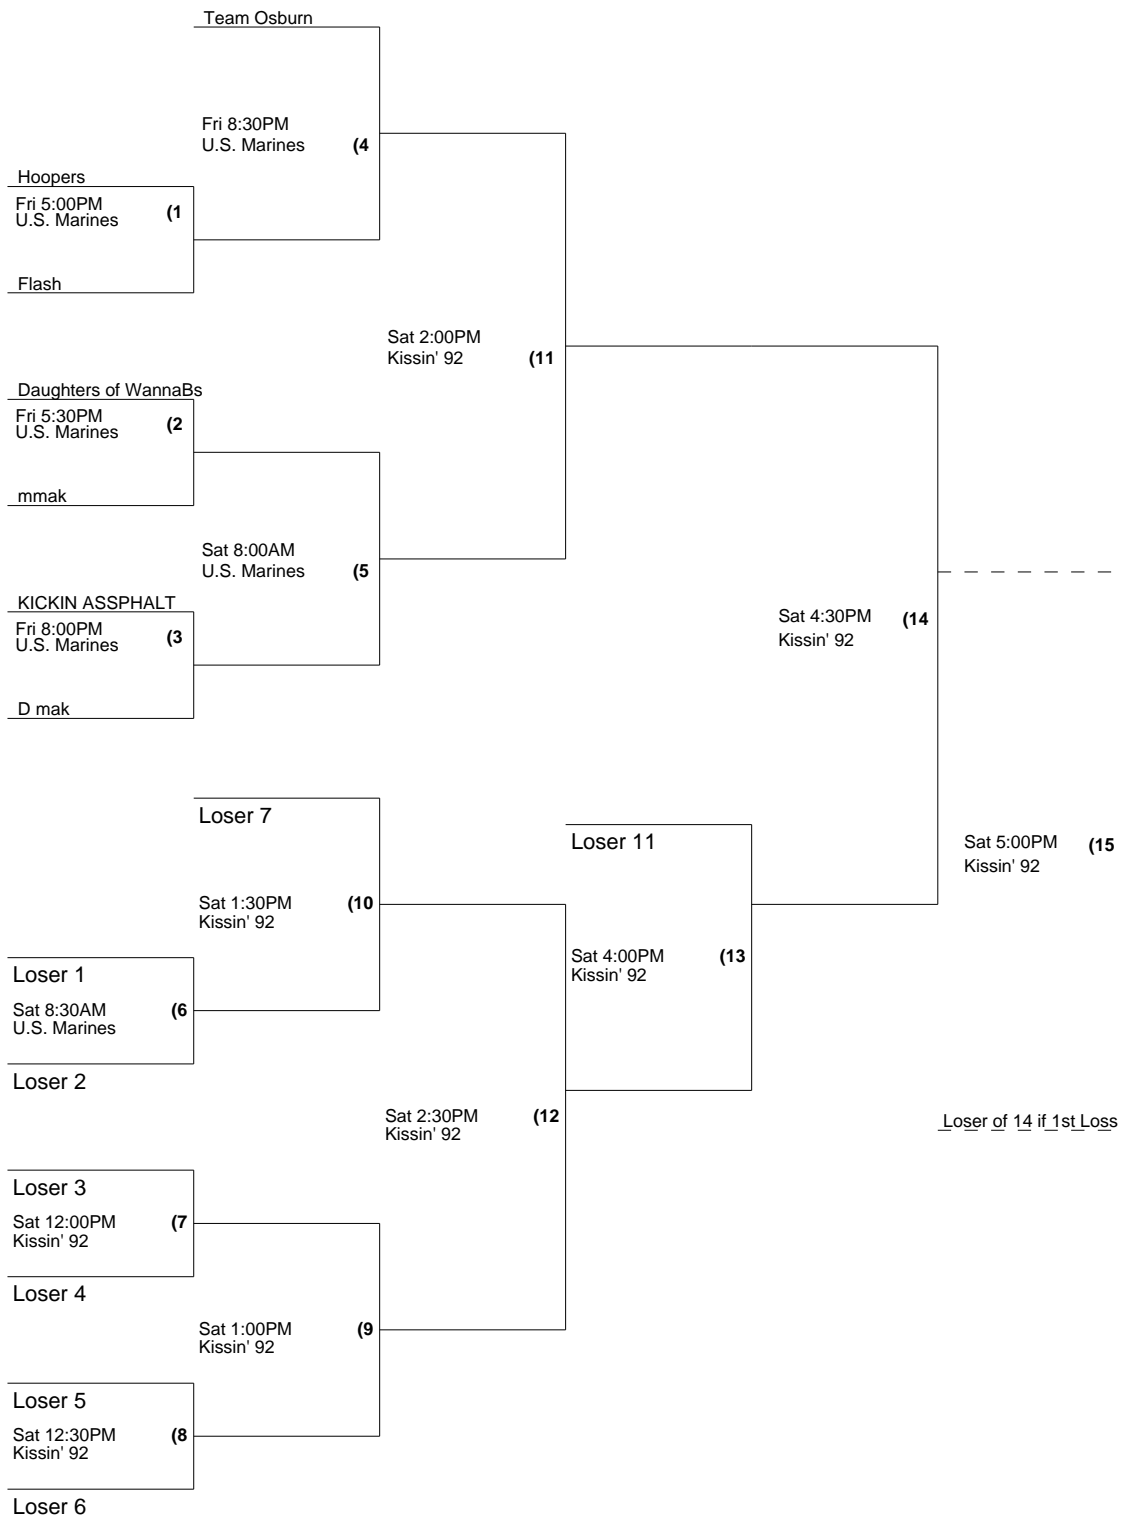 Team Osburn
Fri 8:30PM
U.S. Marines (4
Hoopers
Fri 5:00PM
U.S. Marines (1
Flash
Sat 2:00PM
Kissin' 92 (11
Daughters of WannaBs
Fri 5:30PM
U.S. Marines (2
mmak
Sat 8:00AM
U.S. Marines (5
KICKIN ASSPHALT
Fri 8:00PM
U.S. Marines (3
D mak
Sat 4:30PM (14
Kissin' 92
Loser 7
Loser 11
Sat 5:00PM (15
Kissin' 92
Sat 1:30PM (10
Kissin' 92
Sat 4:00PM (13
Kissin' 92
Loser 1
Sat 8:30AM (6
U.S. Marines
Loser 2
Sat 2:30PM (12
Kissin' 92
Loser of 14 if 1st Loss
Loser 3
Sat 12:00PM (7
Kissin' 92
Loser 4
Sat 1:00PM (9
Kissin' 92
Loser 5
Sat 12:30PM (8
Kissin' 92
Loser 6